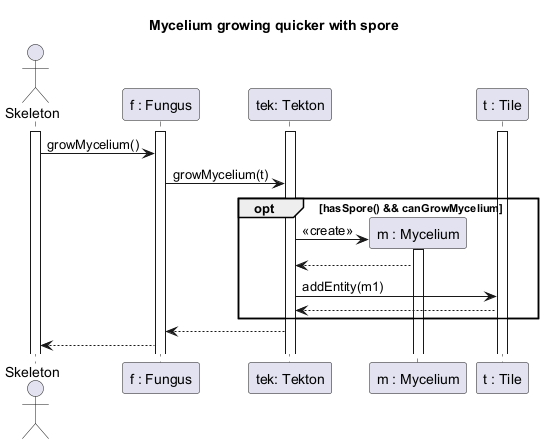 Mycelium growing quicker with spore
Skeleton
f : Fungus
tek: Tekton
t : Tile
growMycelium()
growMycelium(t)
opt
[hasSpore() && canGrowMycelium]
«create»
m : Mycelium
addEntity(m1)
Skeleton
f : Fungus
tek: Tekton
m : Mycelium
t : Tile